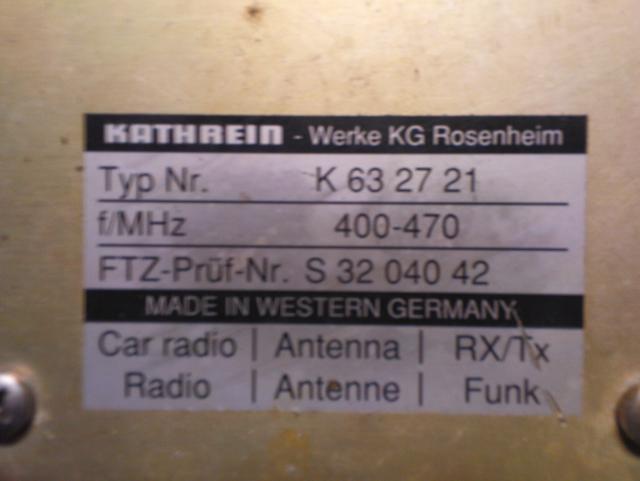 KATHREIN - Werke KG Rosenheim
Typ Nr. K 63 27 21
f/MHz 400-470
FTZ-Prüf-Nr. S 32 040 42
MADE IN WESTERN GERMANY
Car radio | Antenna | RX/Tx
Radio | Antenne | Funk